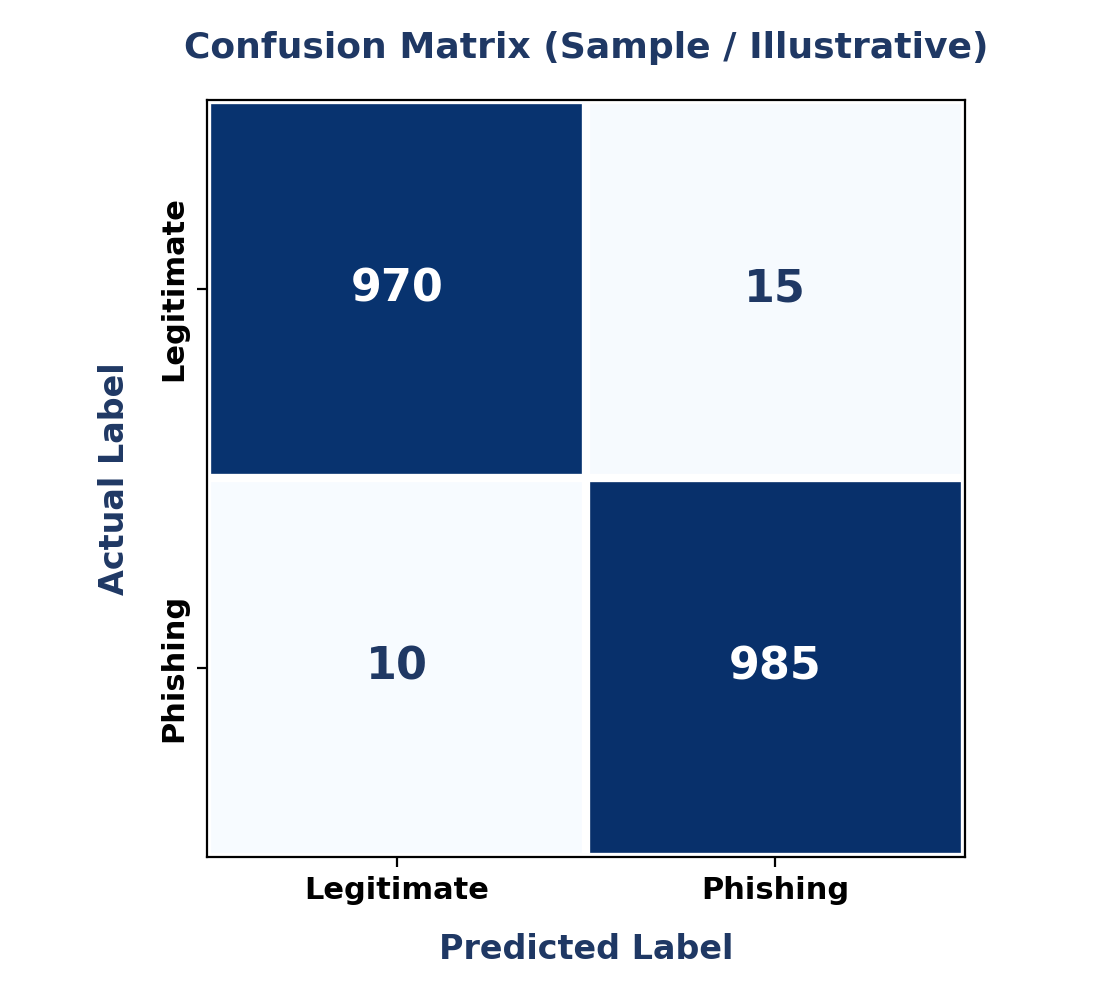 Confusion Matrix (Sample / Illustrative)
Actual Label
Legitimate
970
15
Phishing
10
985
Legitimate
Phishing
Predicted Label